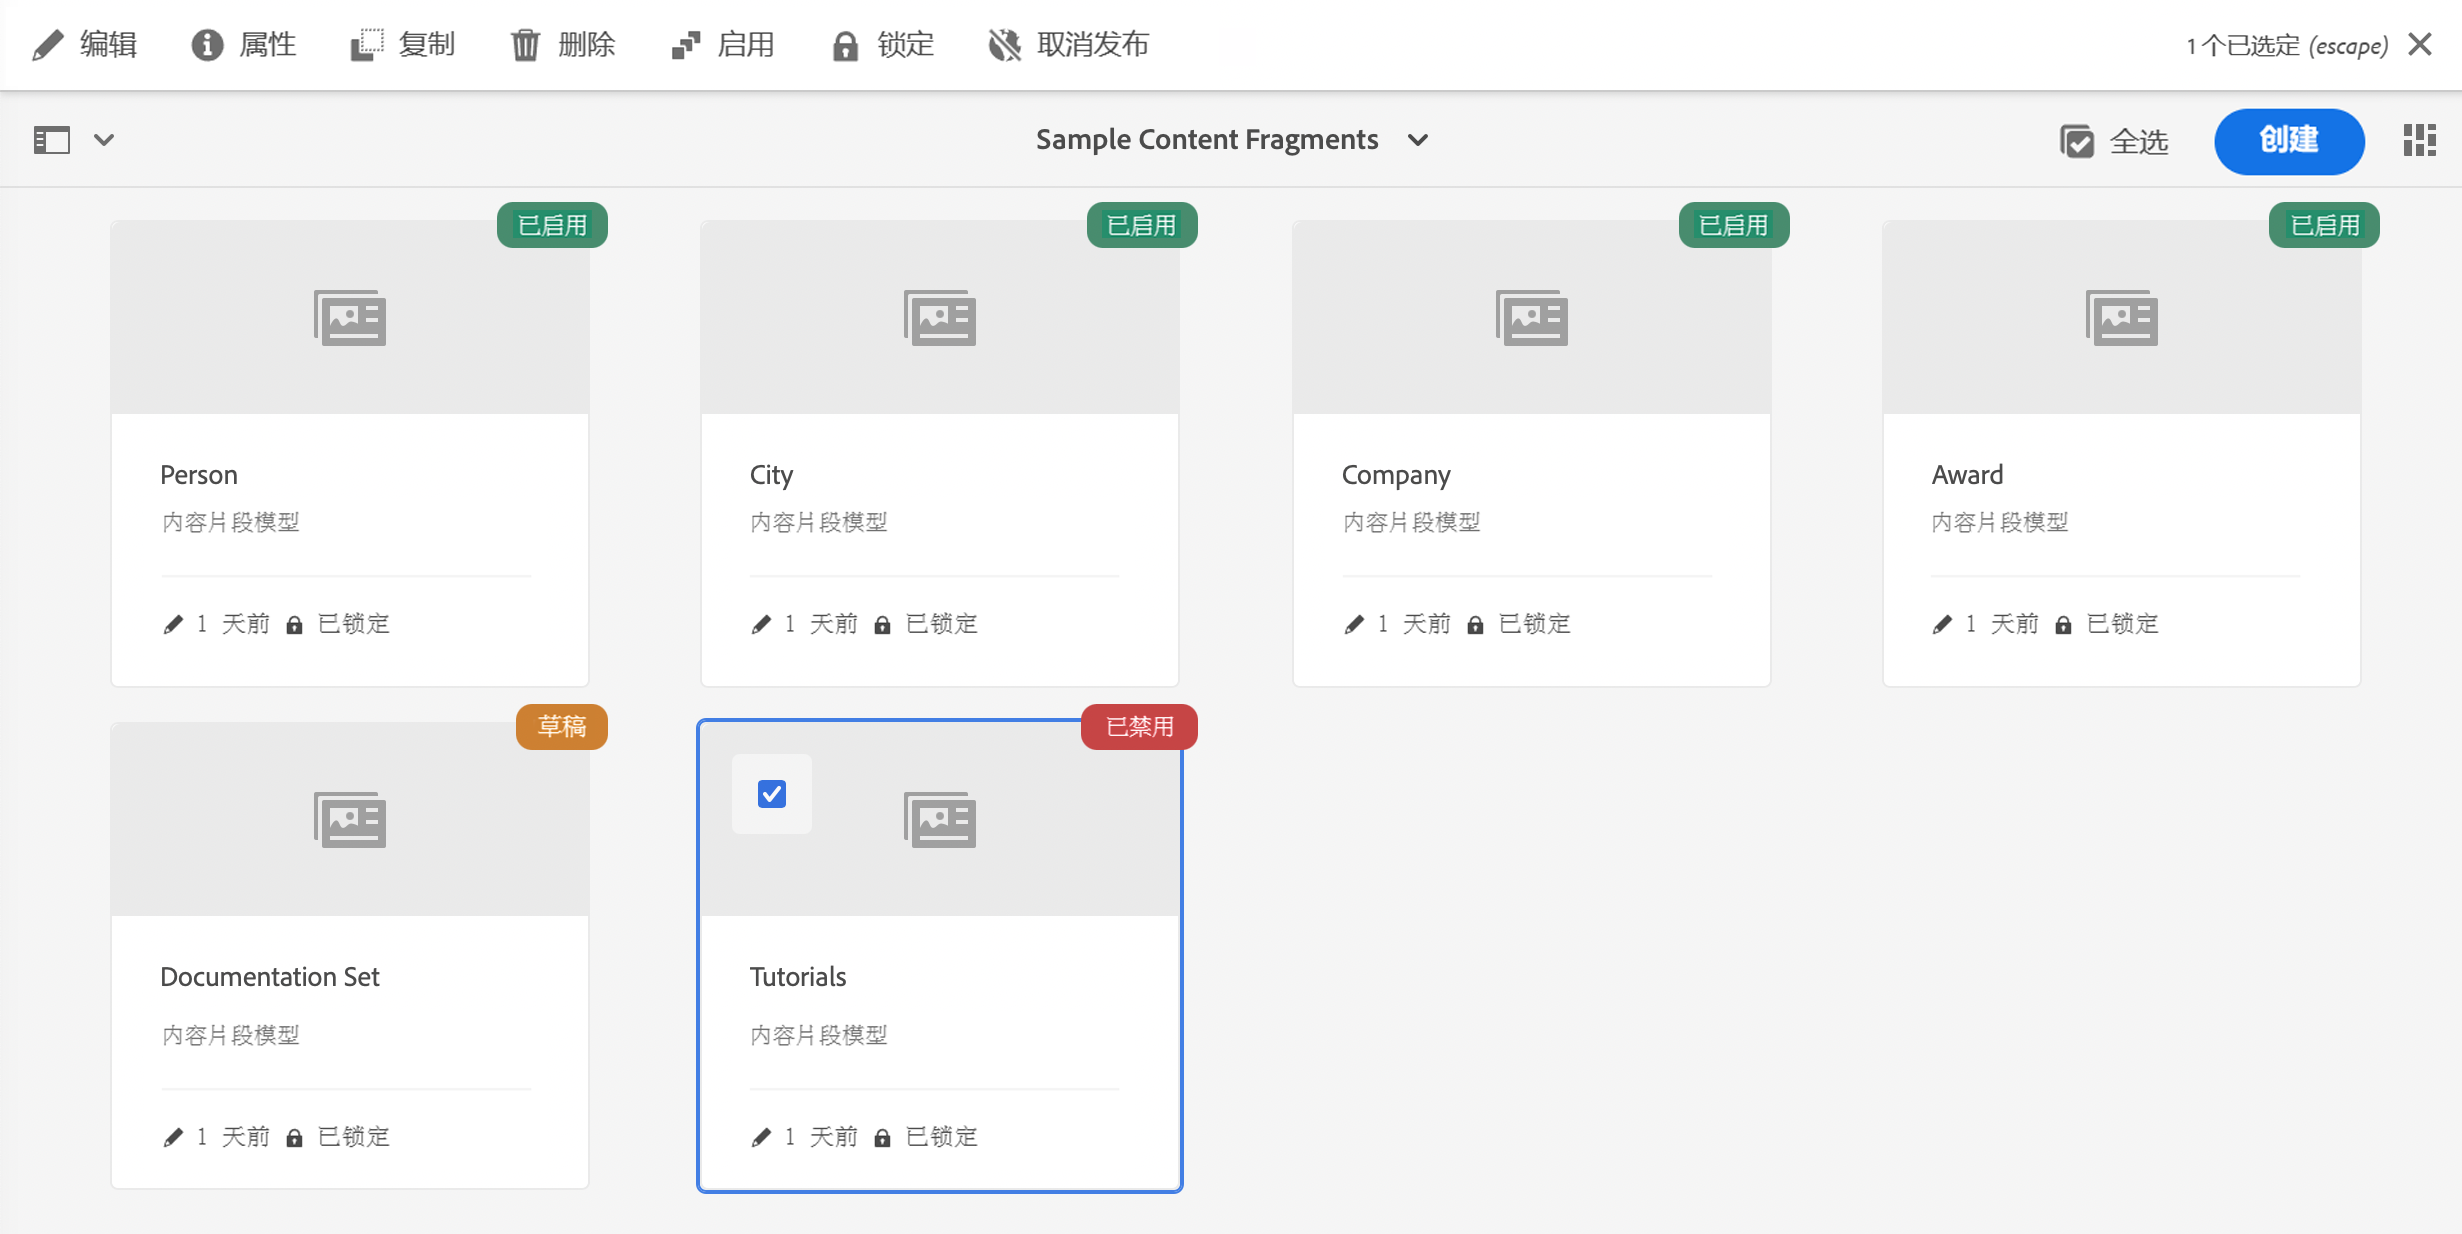 编辑 属性 复制 删除 启用 锁定 取消发布 1 个已选定 (escape)
Sample Content Fragments 全选 创建
已启用 已启用 已启用 已启用
Person City Company Award
内容片段模型 内容片段模型 内容片段模型 内容片段模型
1 天前 已锁定 1 天前 已锁定 1 天前 已锁定 1 天前 已锁定
草稿 已禁用
Documentation Set Tutorials
内容片段模型 内容片段模型
1 天前 已锁定 1 天前 已锁定